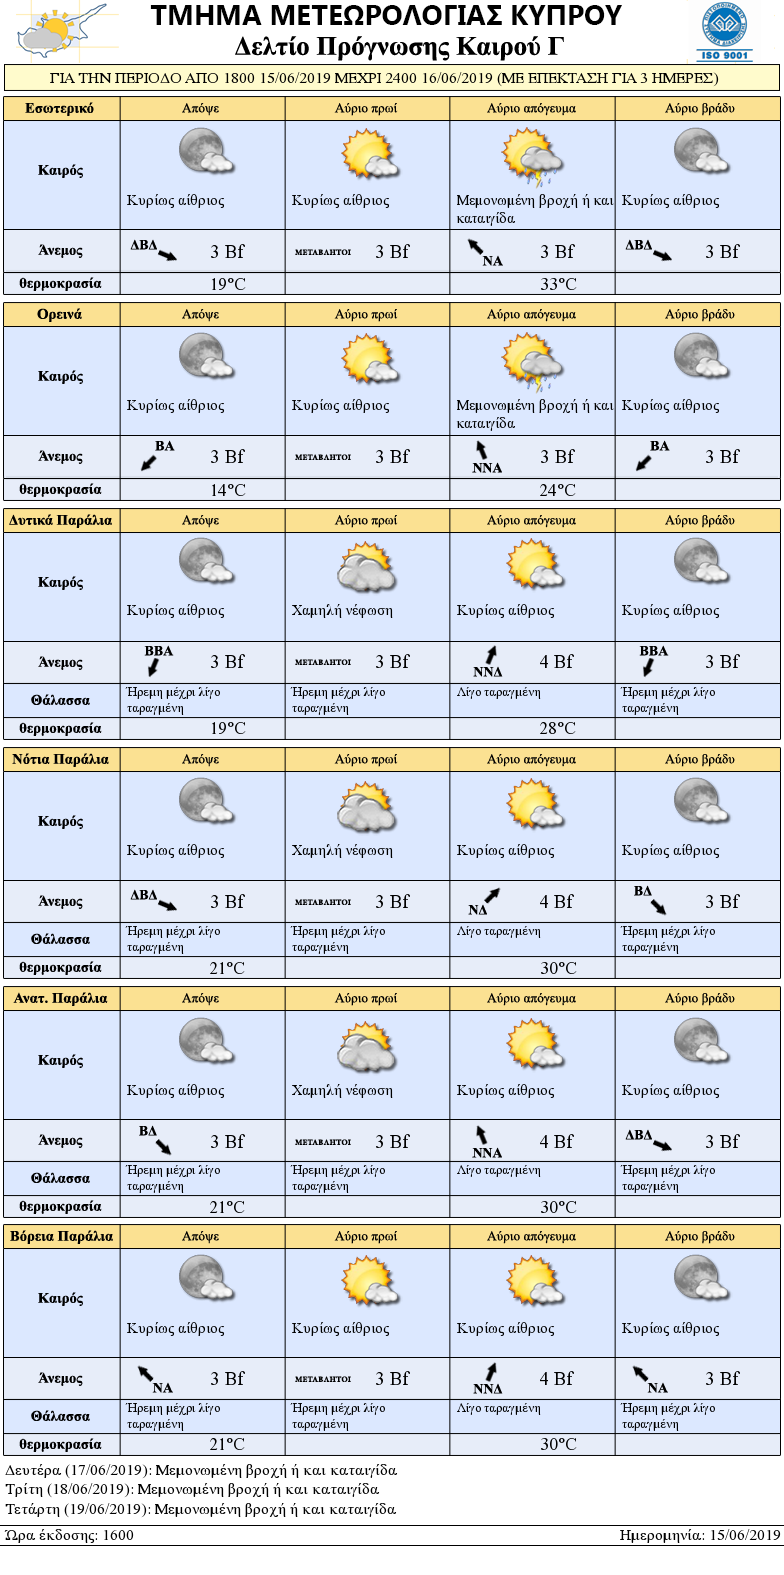 ΤΜΗΜΑ ΜΕΤΕΩΡΟΛΟΓΙΑΣ ΚΥΠΡΟΥ
Δελτίο Πρόγνωσης Καιρού Γ
ISO 9001
ΓΙΑ ΤΗΝ ΠΕΡΙΟΔΟ ΑΠΟ 1800 15/06/2019 ΜΕΧΡΙ 2400 16/06/2019 (ΜΕ ΕΠΕΚΤΑΣΗ ΓΙΑ 3 ΗΜΕΡΕΣ)
Εσωτερικό Απόψε Αύριο πρωί Αύριο απόγευμα Αύριο βράδυ
Καιρός Κυρίως αίθριος Κυρίως αίθριος Μεμονωμένη βροχή ή και Κυρίως αίθριος
καταιγίδα
Άνεμος ΔΒΔ 3 Bf ΜΕΤΑΒΛΗΤΟΙ 3 Bf ΝΑ 3 Bf ΔΒΔ 3 Bf
θερμοκρασία 19°C 33°C
Ορεινά Απόψε Αύριο πρωί Αύριο απόγευμα Αύριο βράδυ
Καιρός Κυρίως αίθριος Κυρίως αίθριος Μεμονωμένη βροχή ή και Κυρίως αίθριος
καταιγίδα
Άνεμος ΒΑ 3 Bf ΜΕΤΑΒΛΗΤΟΙ 3 Bf ΝΝΑ 3 Bf ΒΑ 3 Bf
θερμοκρασία 14°C 24°C
Δυτικά Παράλια Απόψε Αύριο πρωί Αύριο απόγευμα Αύριο βράδυ
Καιρός Κυρίως αίθριος Χαμηλή νέφωση Κυρίως αίθριος Κυρίως αίθριος
Άνεμος ΒΒΑ 3 Bf ΜΕΤΑΒΛΗΤΟΙ 3 Bf ΝΝΔ 4 Bf ΒΒΑ 3 Bf
Θάλασσα Ήρεμη μέχρι λίγο Ήρεμη μέχρι λίγο Λίγο ταραγμένη Ήρεμη μέχρι λίγο
ταραγμένη ταραγμένη ταραγμένη
θερμοκρασία 19°C 28°C
Νότια Παράλια Απόψε Αύριο πρωί Αύριο απόγευμα Αύριο βράδυ
Καιρός Κυρίως αίθριος Χαμηλή νέφωση Κυρίως αίθριος Κυρίως αίθριος
Άνεμος ΔΒΔ 3 Bf ΜΕΤΑΒΛΗΤΟΙ 3 Bf ΝΔ 4 Bf ΒΔ 3 Bf
Θάλασσα Ήρεμη μέχρι λίγο Ήρεμη μέχρι λίγο Λίγο ταραγμένη Ήρεμη μέχρι λίγο
ταραγμένη ταραγμένη ταραγμένη
θερμοκρασία 21°C 30°C
Ανατ. Παράλια Απόψε Αύριο πρωί Αύριο απόγευμα Αύριο βράδυ
Καιρός Κυρίως αίθριος Χαμηλή νέφωση Κυρίως αίθριος Κυρίως αίθριος
Άνεμος ΒΔ 3 Bf ΜΕΤΑΒΛΗΤΟΙ 3 Bf ΝΝΑ 4 Bf ΔΒΔ 3 Bf
Θάλασσα Ήρεμη μέχρι λίγο Ήρεμη μέχρι λίγο Λίγο ταραγμένη Ήρεμη μέχρι λίγο
ταραγμένη ταραγμένη ταραγμένη
θερμοκρασία 21°C 30°C
Βόρεια Παράλια Απόψε Αύριο πρωί Αύριο απόγευμα Αύριο βράδυ
Καιρός Κυρίως αίθριος Κυρίως αίθριος Κυρίως αίθριος Κυρίως αίθριος
Άνεμος ΝΑ 3 Bf ΜΕΤΑΒΛΗΤΟΙ 3 Bf ΝΝΔ 4 Bf ΝΑ 3 Bf
Θάλασσα Ήρεμη μέχρι λίγο Ήρεμη μέχρι λίγο Λίγο ταραγμένη Ήρεμη μέχρι λίγο
ταραγμένη ταραγμένη ταραγμένη
θερμοκρασία 21°C 30°C
Δευτέρα (17/06/2019): Μεμονωμένη βροχή ή και καταιγίδα
Τρίτη (18/06/2019): Μεμονωμένη βροχή ή και καταιγίδα
Τετάρτη (19/06/2019): Μεμονωμένη βροχή ή και καταιγίδα
Ώρα έκδοσης: 1600 Ημερομηνία: 15/06/2019